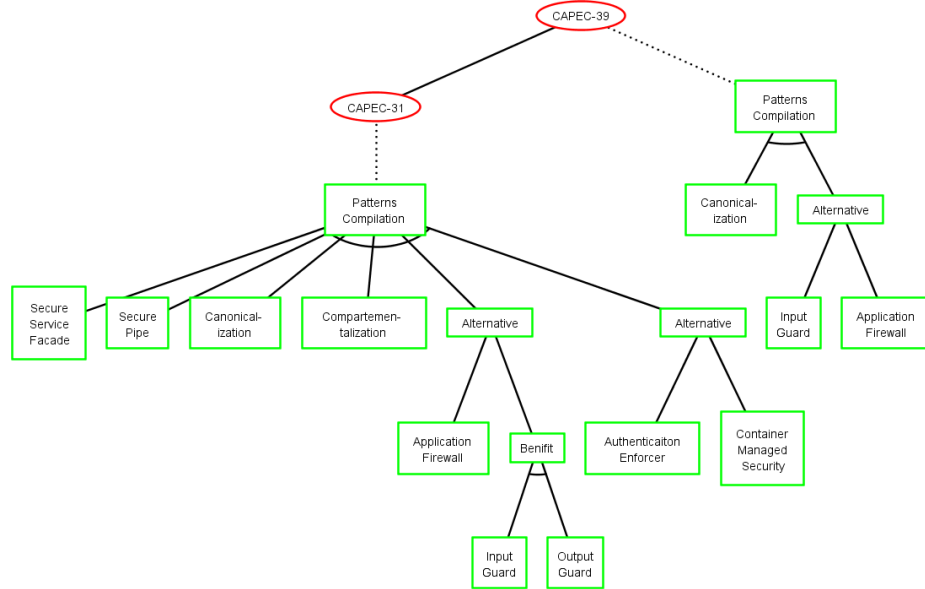 CAPEC-39
CAPEC-31
Patterns
Compilation
Patterns
Compilation
Canonical-
ization
Alternative
Secure
Service
Facade
Secure
Pipe
Canonical-
ization
Compartemen-
talization
Alternative
Alternative
Input
Guard
Application
Firewall
Application
Firewall
Benifit
Authenticaiton
Enforcer
Container
Managed
Security
Input
Guard
Output
Guard